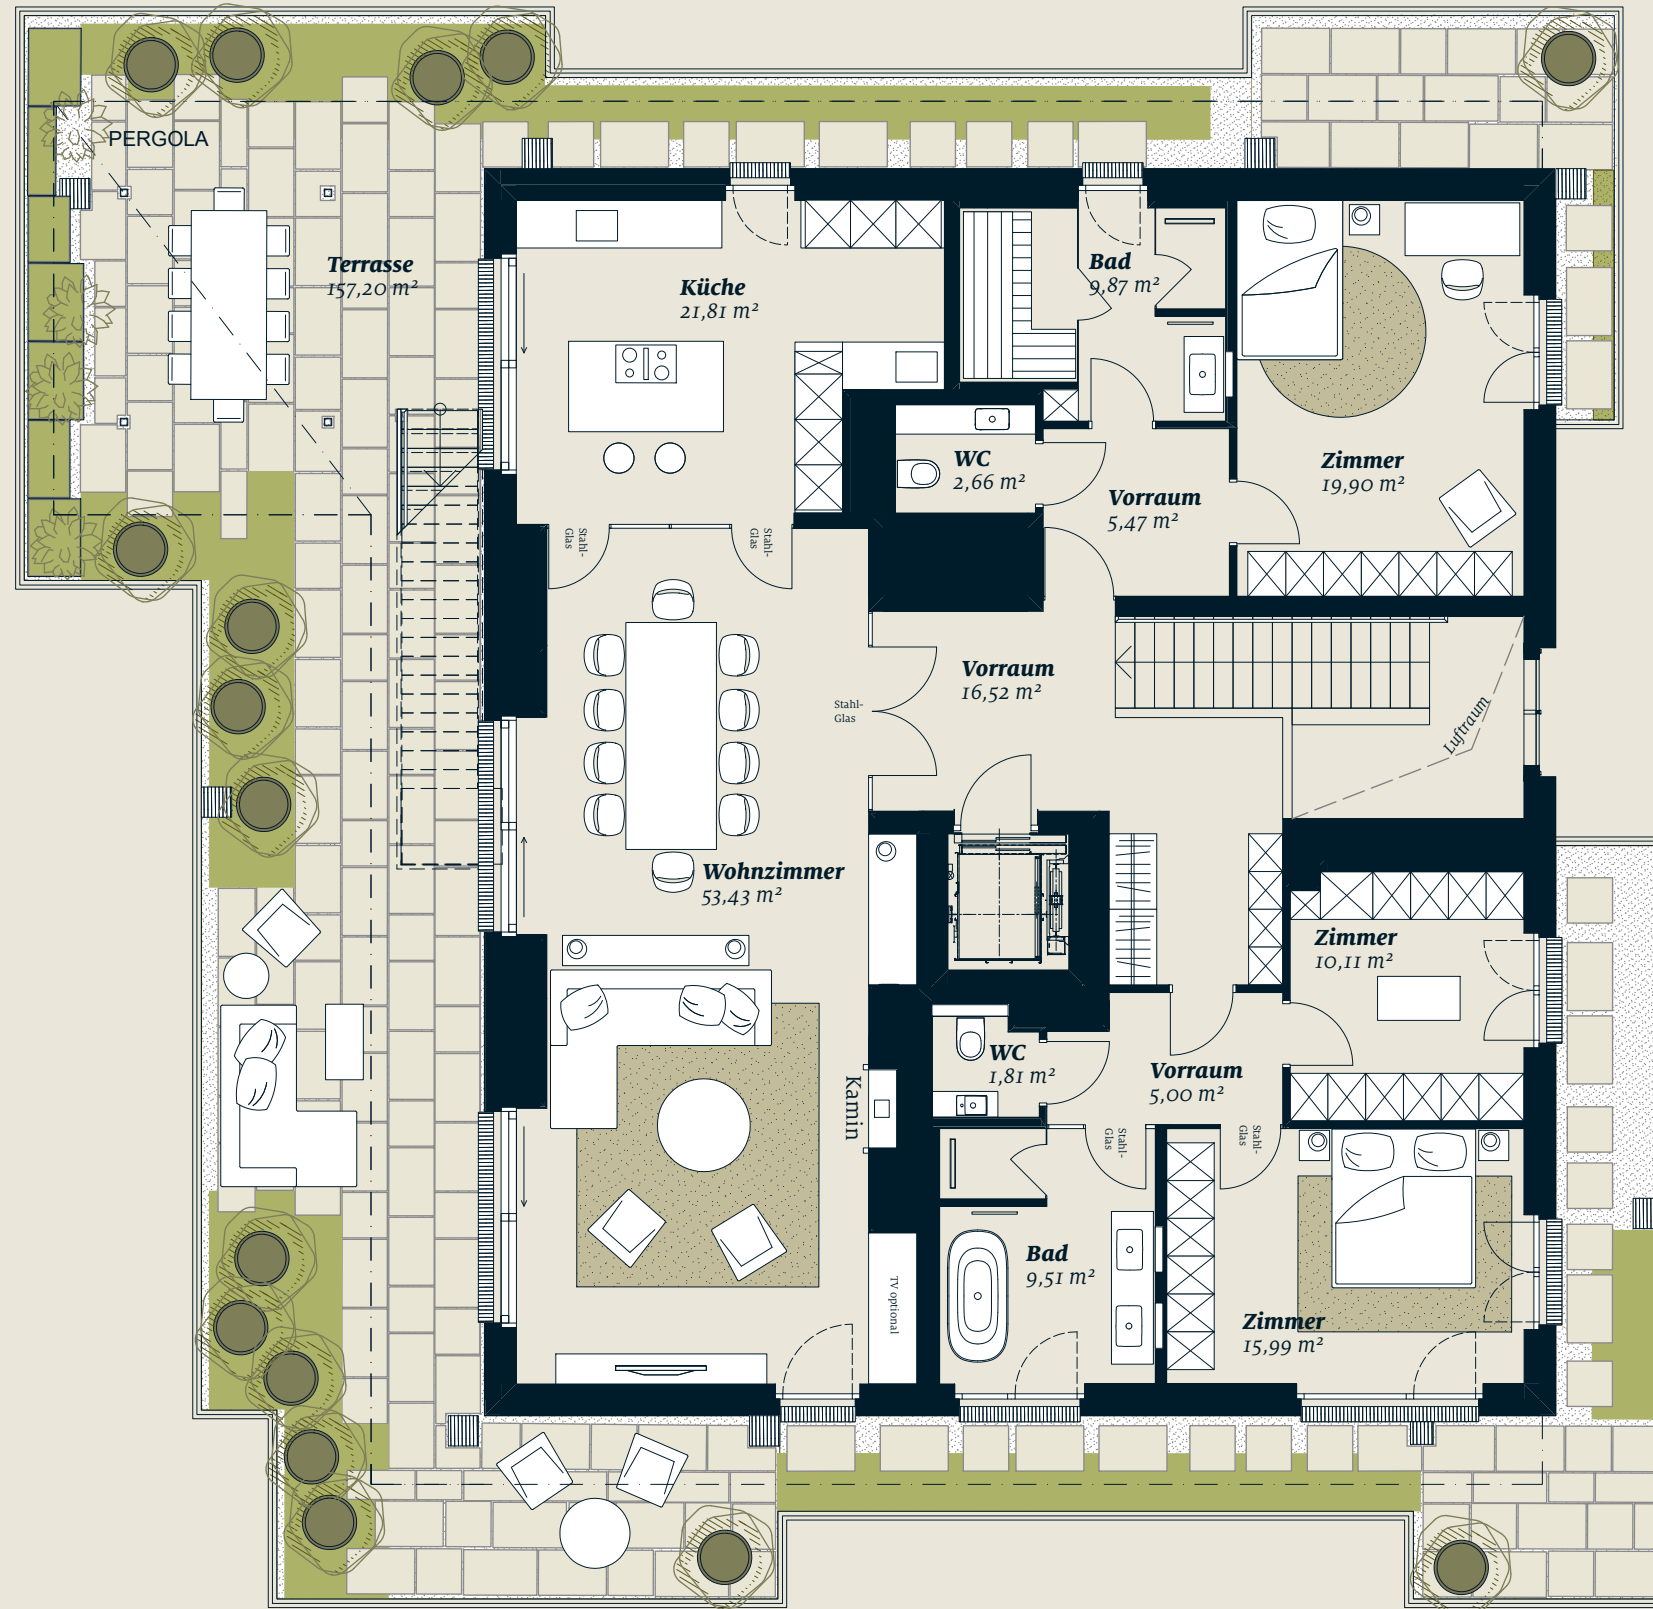 PERGOLA
Terrasse
157,20 m²
Küche
21,81 m²
Bad
9,87 m²
WC
2,66 m²
Vorraum
5,47 m²
Zimmer
19,90 m²
Stahl-
Glas
Stahl-
Glas
Vorraum
16,52 m²
Stahl-
Glas
Luftraum
Wohnzimmer
53,43 m²
Zimmer
10,11 m²
WC
1,81 m²
Vorraum
5,00 m²
Kamin
Stahl-
Glas
Stahl-
Glas
Bad
9,51 m²
TV optional
Zimmer
15,99 m²